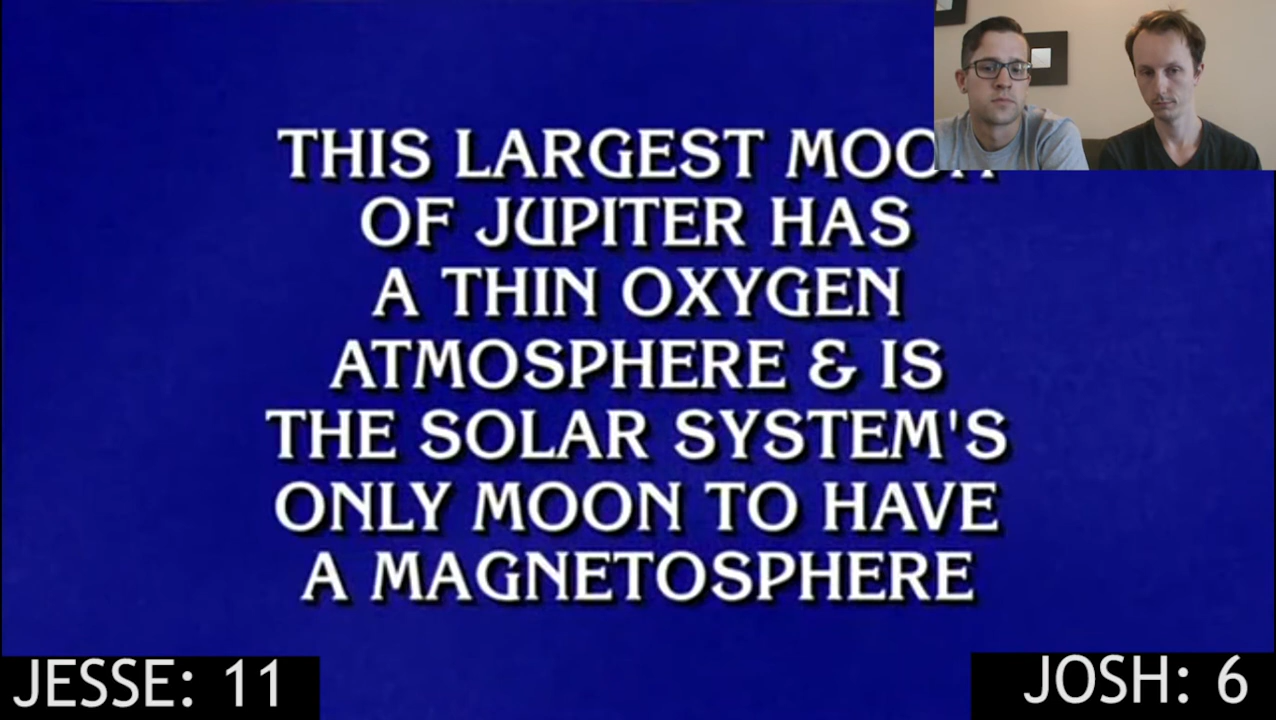 THIS LARGEST MOON
OF JUPITER HAS
A THIN OXYGEN
ATMOSPHERE & IS
THE SOLAR SYSTEM'S
ONLY MOON TO HAVE
A MAGNETOSPHERE
JESSE: 11
JOSH: 6